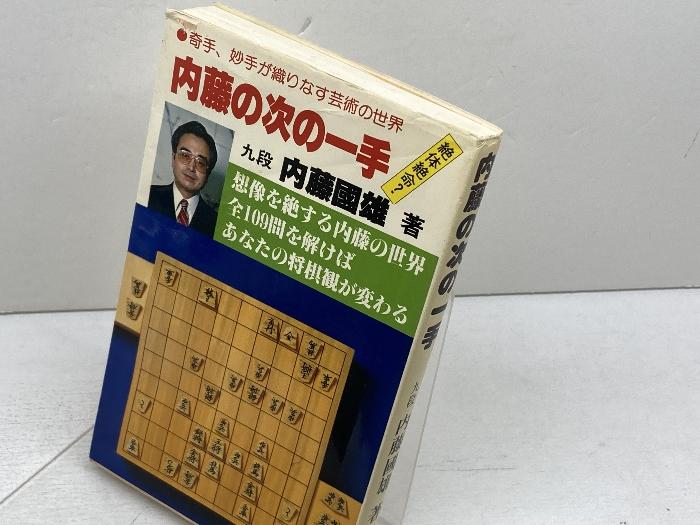 ●奇手、妙手が織りなす芸術の世界
内藤の次の一手
九段 内藤國雄 著
絶体絶命?
想像を絶する内藤の世界
全109問を解けば
あなたの将棋観が変わる
内藤の次の一手
九段 内藤國雄 著